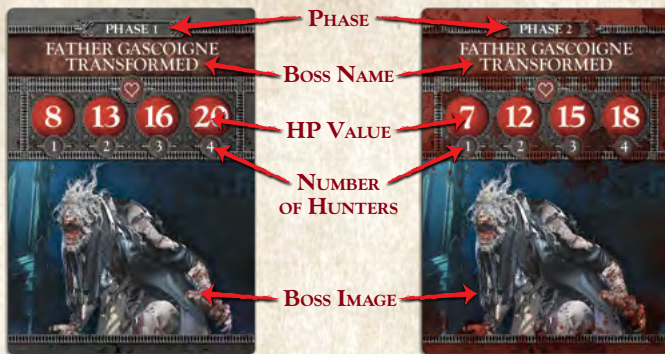 PHASE 1
FATHER GASCOIGNE
TRANSFORMED
8 13 16 20
1 2 3 4
PHASE
BOSS NAME
HP VALUE
NUMBER
OF HUNTERS
BOSS IMAGE
PHASE 2
FATHER GASCOIGNE
TRANSFORMED
7 12 15 18
1 2 3 4